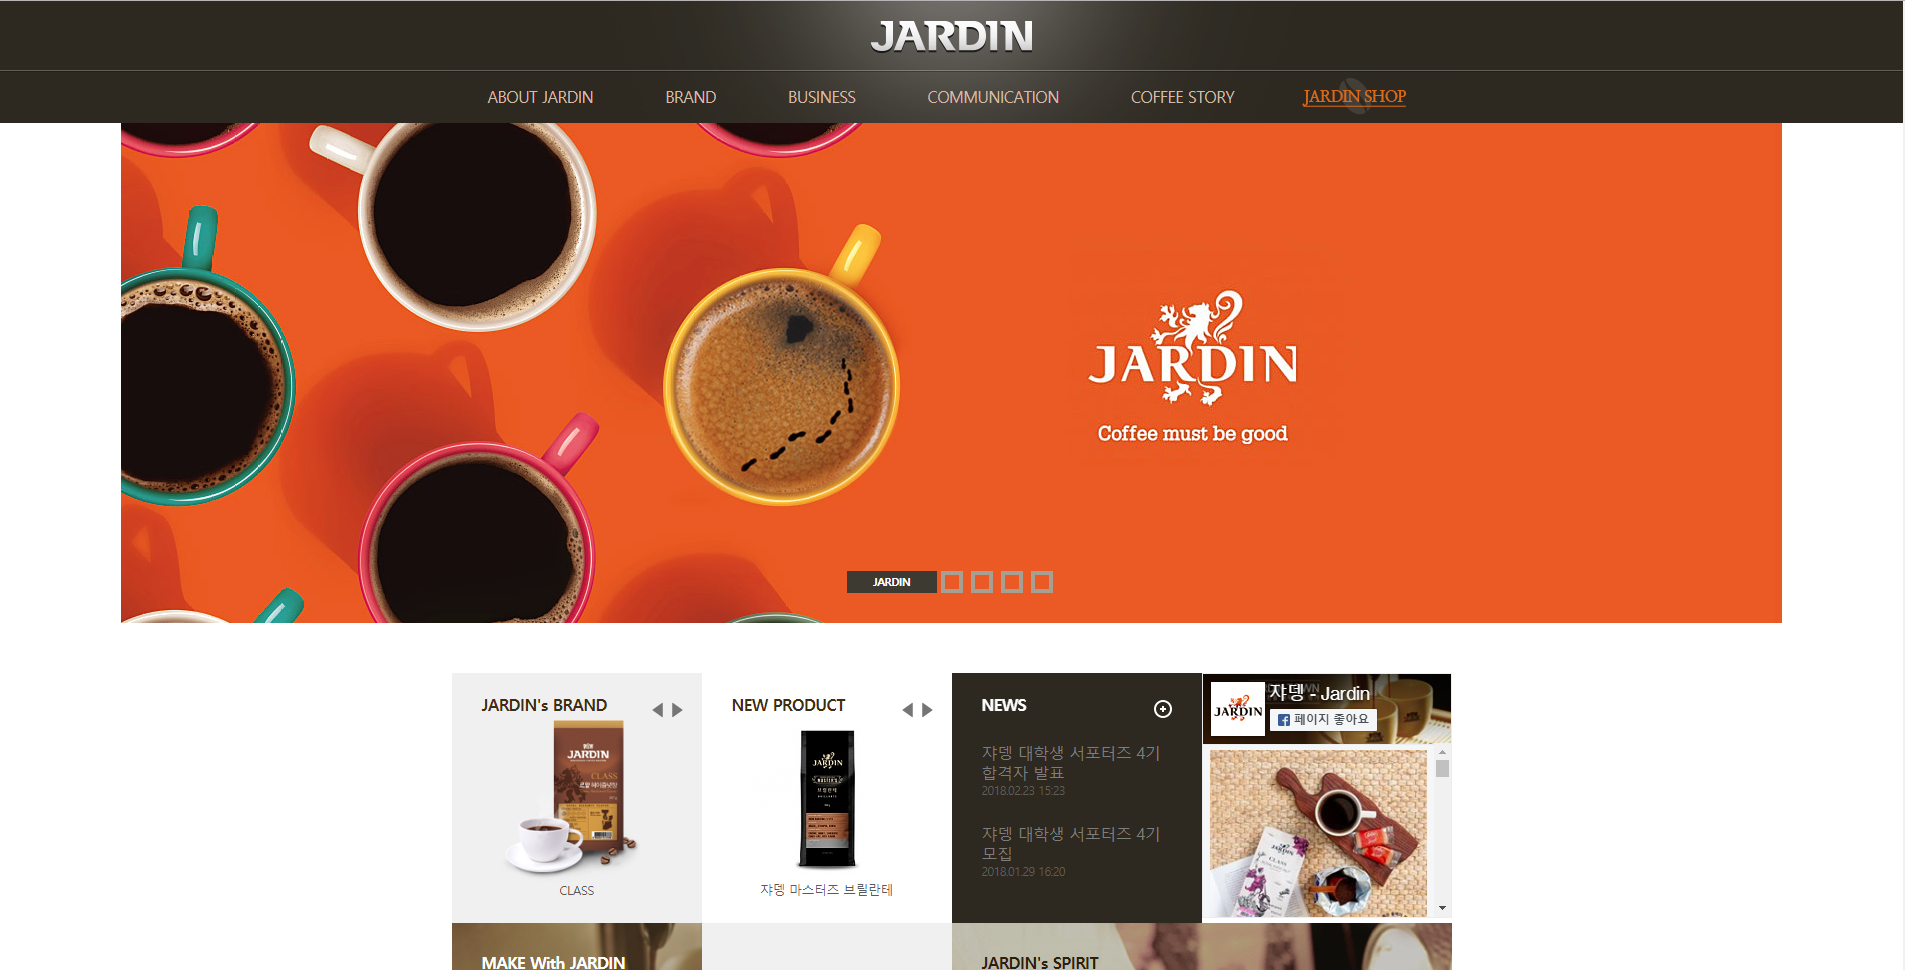 JARDIN
ABOUT JARDIN
BRAND
BUSINESS
COMMUNICATION
COFFEE STORY
JARDIN SHOP
JARDIN
Coffee must be good
JARDIN
JARDIN's BRAND
JARDIN
CLASS
CLASS
NEW PRODUCT
JARDIN
쟈뎅 마스터즈 브릴란테
NEWS
쟈뎅 대학생 서포터즈 4기
합격자 발표
2018.02.23 15:23
쟈뎅 대학생 서포터즈 4기
모집
2018.01.29 16:20
JARDIN
쟈뎅 - Jardin
페이지 좋아요
JARDIN
CLASS
MAKE With JARDIN
JARDIN's SPIRIT